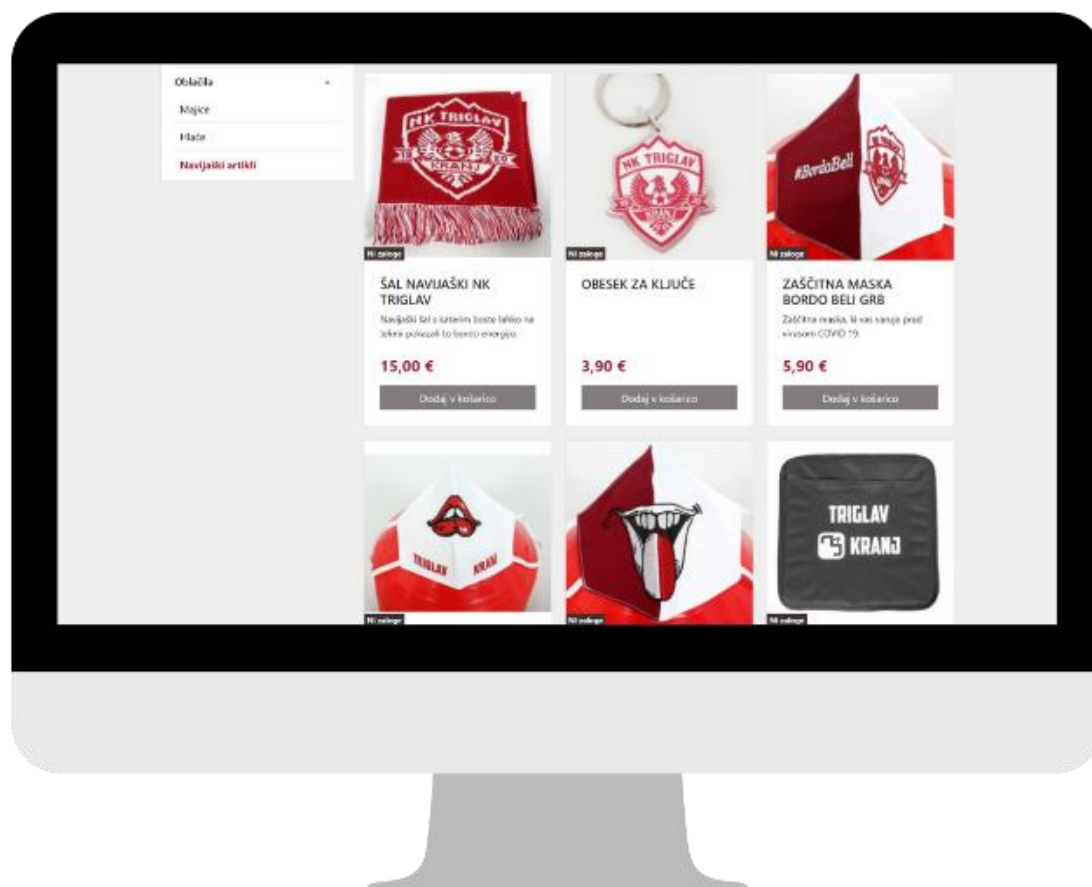 Oblačila
Majice
Hlače
Navijaški artikli
NK TRIGLAV
KRANJ
Ni zaloge
ŠAL NAVIJAŠKI NK
TRIGLAV
Navijaški šal s katerim boste lahko na
tekmi pokazali to bordo energijo.
15,00 €
Dodaj v košarico
NK TRIGLAV
KRANJ
Ni zaloge
OBESEK ZA KLJUČE
3,90 €
Dodaj v košarico
#BordoBeli
Ni zaloge
ZAŠČITNA MASKA
BORDO BELI GRB
Zaščitna maska, ki vas varuje pred
virusom COVID 19.
5,90 €
Dodaj v košarico
TRIGLAV KRANJ
Ni zaloge
Ni zaloge
TRIGLAV
KRANJ
Ni zaloge